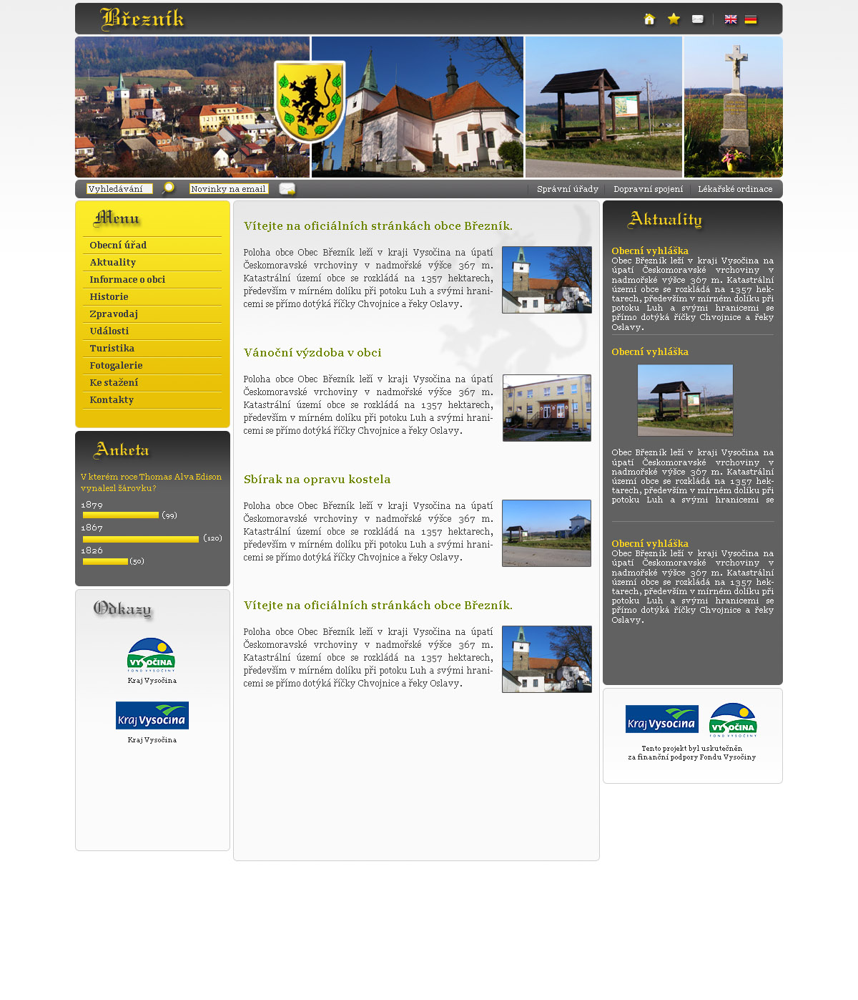 Březník
Vyhledávání
Novinky na email
Správní úřady
Dopravní spojení
Lékařské ordinace
Menu
Obecní úřad
Aktuality
Informace o obci
Historie
Zpravodaj
Události
Turistika
Fotogalerie
Ke stažení
Kontakty
Anketa
V kterém roce Thomas Alva Edison
vynalezl žárovku?
1879
(99)
1867
(120)
1826
(50)
Odkazy
VYSOČINA
FOND VYSOČINY
Kraj Vysočina
Kraj Vysočina
Kraj Vysočina
Vítejte na oficiálních stránkách obce Březník.
Poloha obce Obec Březník leží v kraji Vysočina na úpatí
Českomoravské vrchoviny v nadmořské výšce 367 m.
Katastrální území obce se rozkládá na 1357 hektarech,
především v mírném dolíku při potoku Luh a svými hrani-
cemi se přímo dotýká říčky Chvojnice a řeky Oslavy.
Vánoční výzdoba v obci
Poloha obce Obec Březník leží v kraji Vysočina na úpatí
Českomoravské vrchoviny v nadmořské výšce 367 m.
Katastrální území obce se rozkládá na 1357 hektarech,
především v mírném dolíku při potoku Luh a svými hrani-
cemi se přímo dotýká říčky Chvojnice a řeky Oslavy.
Sbírak na opravu kostela
Poloha obce Obec Březník leží v kraji Vysočina na úpatí
Českomoravské vrchoviny v nadmořské výšce 367 m.
Katastrální území obce se rozkládá na 1357 hektarech,
především v mírném dolíku při potoku Luh a svými hrani-
cemi se přímo dotýká říčky Chvojnice a řeky Oslavy.
Vítejte na oficiálních stránkách obce Březník.
Poloha obce Obec Březník leží v kraji Vysočina na úpatí
Českomoravské vrchoviny v nadmořské výšce 367 m.
Katastrální území obce se rozkládá na 1357 hektarech,
především v mírném dolíku při potoku Luh a svými hrani-
cemi se přímo dotýká říčky Chvojnice a řeky Oslavy.
Aktuality
Obecní vyhláška
Obec Březník leží v kraji Vysočina na
úpatí Českomoravské vrchoviny v
nadmořské výšce 367 m. Katastrální
území obce se rozkládá na 1357 hek-
tarech, především v mírném dolíku při
potoku Luh a svými hranicemi se
přímo dotýká říčky Chvojnice a řeky
Oslavy.
Obecní vyhláška
Obec Březník leží v kraji Vysočina na
úpatí Českomoravské vrchoviny v
nadmořské výšce 367 m. Katastrální
území obce se rozkládá na 1357 hek-
tarech, především v mírném dolíku při
potoku Luh a svými hranicemi se
Obecní vyhláška
Obec Březník leží v kraji Vysočina na
úpatí Českomoravské vrchoviny v
nadmořské výšce 367 m. Katastrální
území obce se rozkládá na 1357 hek-
tarech, především v mírném dolíku při
potoku Luh a svými hranicemi se
přímo dotýká říčky Chvojnice a řeky
Oslavy.
Kraj Vysočina
VYSOČINA
FOND VYSOČINY
Tento projekt byl uskutečněn
za finanční podpory Fondu Vysočiny